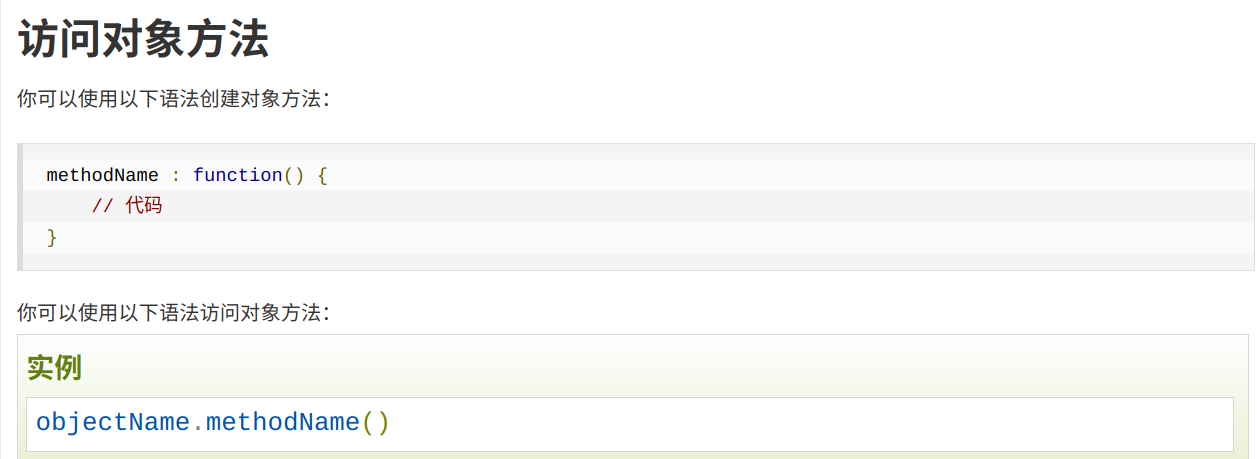 访问对象方法
你可以使用以下语法创建对象方法：
methodName : function() {
    // 代码
}
你可以使用以下语法访问对象方法：
实例
objectName.methodName()